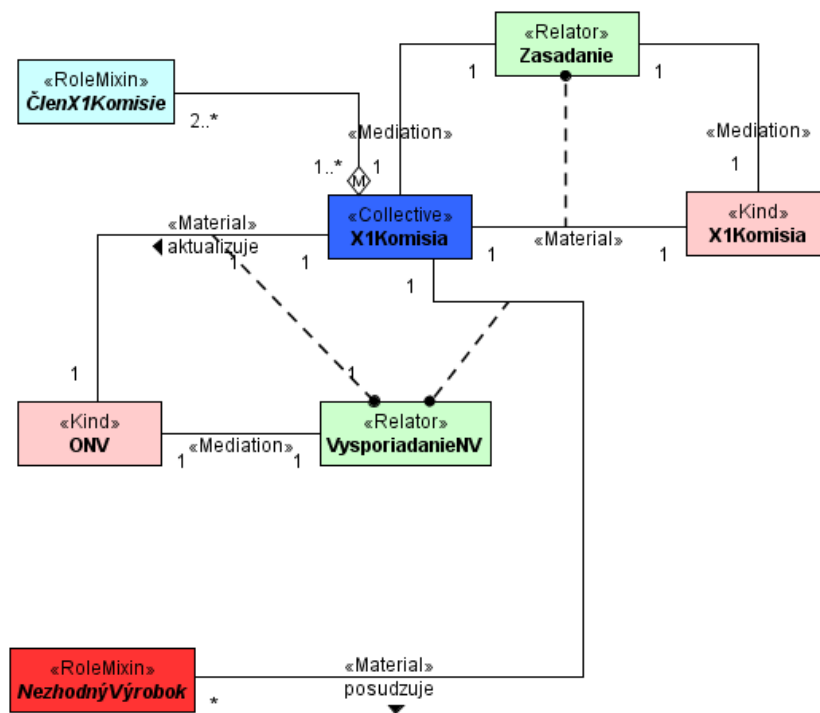 «Relator»
Zasadanie
1
1
«RoleMixin»
ČlenX1Komisie
2..*
«Mediation»
«Mediation»
1..*
1
1
«Collective»
X1Komisia
«Kind»
X1Komisia
«Material»
aktualizuje
1
1
«Material»
1
1
1
1
1
«Kind»
ONV
«Mediation»
1
1
«Relator»
VysporiadanieNV
«RoleMixin»
NezhodnýVýrobok
*
«Material»
posudzuje
M